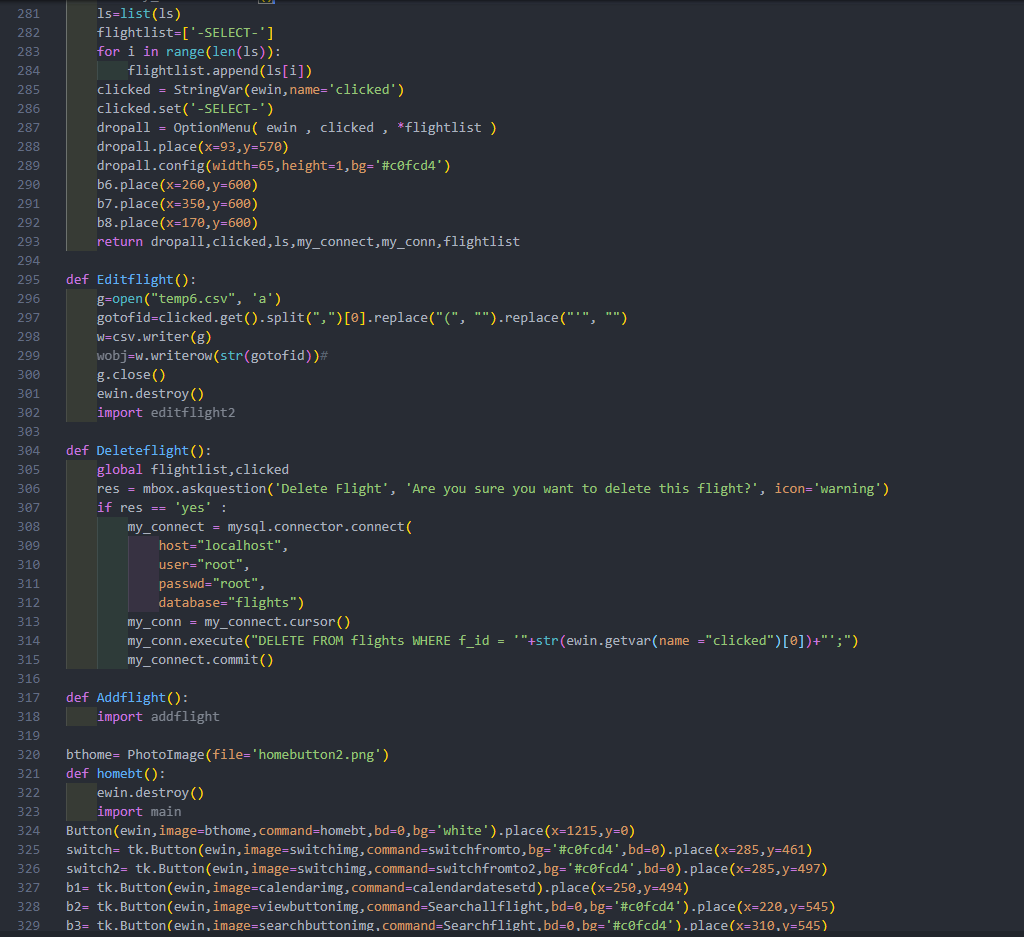 281 ls=list(ls)
282 flightlist=['-SELECT-']
283 for i in range(len(ls)):
284 flightlist.append(ls[i])
285 clicked = StringVar(ewin,name='clicked')
286 clicked.set('-SELECT-')
287 dropall = OptionMenu( ewin , clicked , *flightlist )
288 dropall.place(x=93,y=570)
289 dropall.config(width=65,height=1,bg='#c0fcd4')
290 b6.place(x=260,y=600)
291 b7.place(x=350,y=600)
292 b8.place(x=170,y=600)
293 return dropall,clicked,ls,my_connect,my_conn,flightlist
294
295 def Editflight():
296 g=open("temp6.csv", 'a')
297 gotofid=clicked.get().split(",")[0].replace("(", "").replace("'", "")
298 w=csv.writer(g)
299 wobj=w.writerow(str(gotofid))#
300 g.close()
301 ewin.destroy()
302 import editflight2
303
304 def Deleteflight():
305 global flightlist,clicked
306 res = mbox.askquestion('Delete Flight', 'Are you sure you want to delete this flight?', icon='warning')
307 if res == 'yes' :
308 my_connect = mysql.connector.connect(
309 host="localhost",
310 user="root",
311 passwd="root",
312 database="flights")
313 my_conn = my_connect.cursor()
314 my_conn.execute("DELETE FROM flights WHERE f_id = '"+str(ewin.getvar(name ="clicked")[0])+"';")
315 my_connect.commit()
316
317 def Addflight():
318 import addflight
319
320 bthome= PhotoImage(file='homebutton2.png')
321 def homebt():
322 ewin.destroy()
323 import main
324 Button(ewin,image=bthome,command=homebt,bd=0,bg='white').place(x=1215,y=0)
325 switch= tk.Button(ewin,image=switchimg,command=switchfromto,bg='#c0fcd4',bd=0).place(x=285,y=461)
326 switch2= tk.Button(ewin,image=switchimg,command=switchfromto2,bg='#c0fcd4',bd=0).place(x=285,y=497)
327 b1= tk.Button(ewin,image=calendarimg,command=calendardatesetd).place(x=250,y=494)
328 b2= tk.Button(ewin,image=viewbuttonimg,command=Searchallflight,bd=0,bg='#c0fcd4').place(x=220,y=545)
329 b3= tk.Button(ewin,image=searchbuttonimg,command=Searchflight,bd=0,bg='#c0fcd4').place(x=310,y=545)